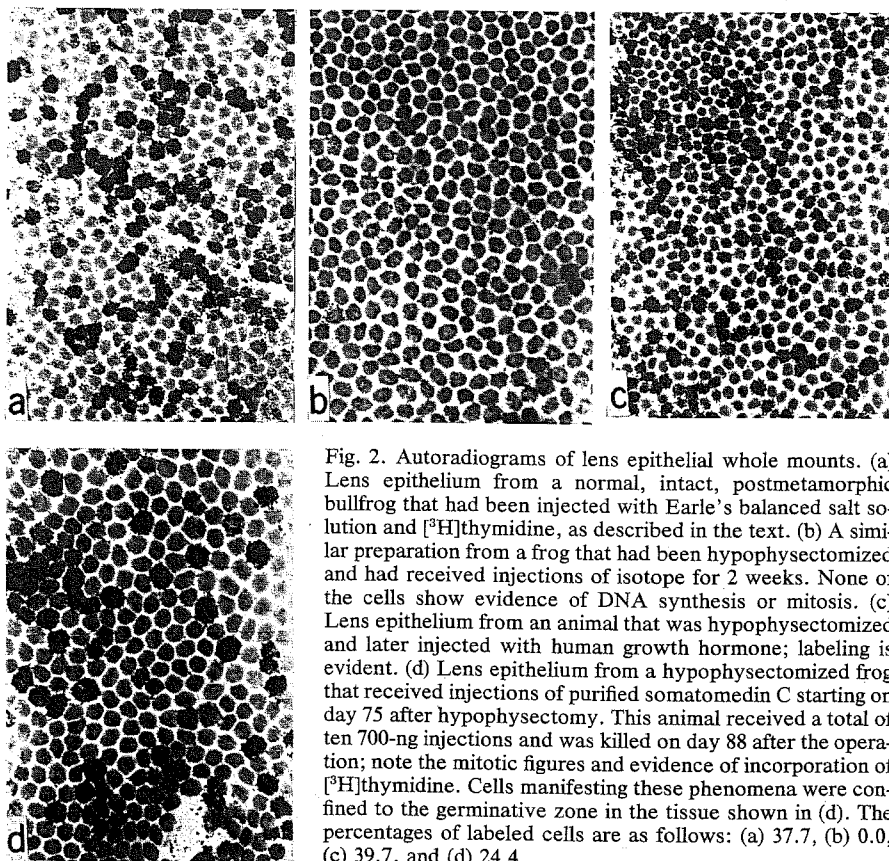 a
b
c
d
Fig. 2. Autoradiograms of lens epithelial whole mounts. (a)
Lens epithelium from a normal, intact, postmetamorphic
bullfrog that had been injected with Earle's balanced salt so-
lution and [³H]thymidine, as described in the text. (b) A simi-
lar preparation from a frog that had been hypophysectomized
and had received injections of isotope for 2 weeks. None of
the cells show evidence of DNA synthesis or mitosis. (c)
Lens epithelium from an animal that was hypophysectomized
and later injected with human growth hormone; labeling is
evident. (d) Lens epithelium from a hypophysectomized frog
that received injections of purified somatomedin C starting on
day 75 after hypophysectomy. This animal received a total of
ten 700-ng injections and was killed on day 88 after the opera-
tion; note the mitotic figures and evidence of incorporation of
[³H]thymidine. Cells manifesting these phenomena were con-
fined to the germinative zone in the tissue shown in (d). The
percentages of labeled cells are as follows: (a) 37.7, (b) 0.0,
(c) 39.7, and (d) 24.4